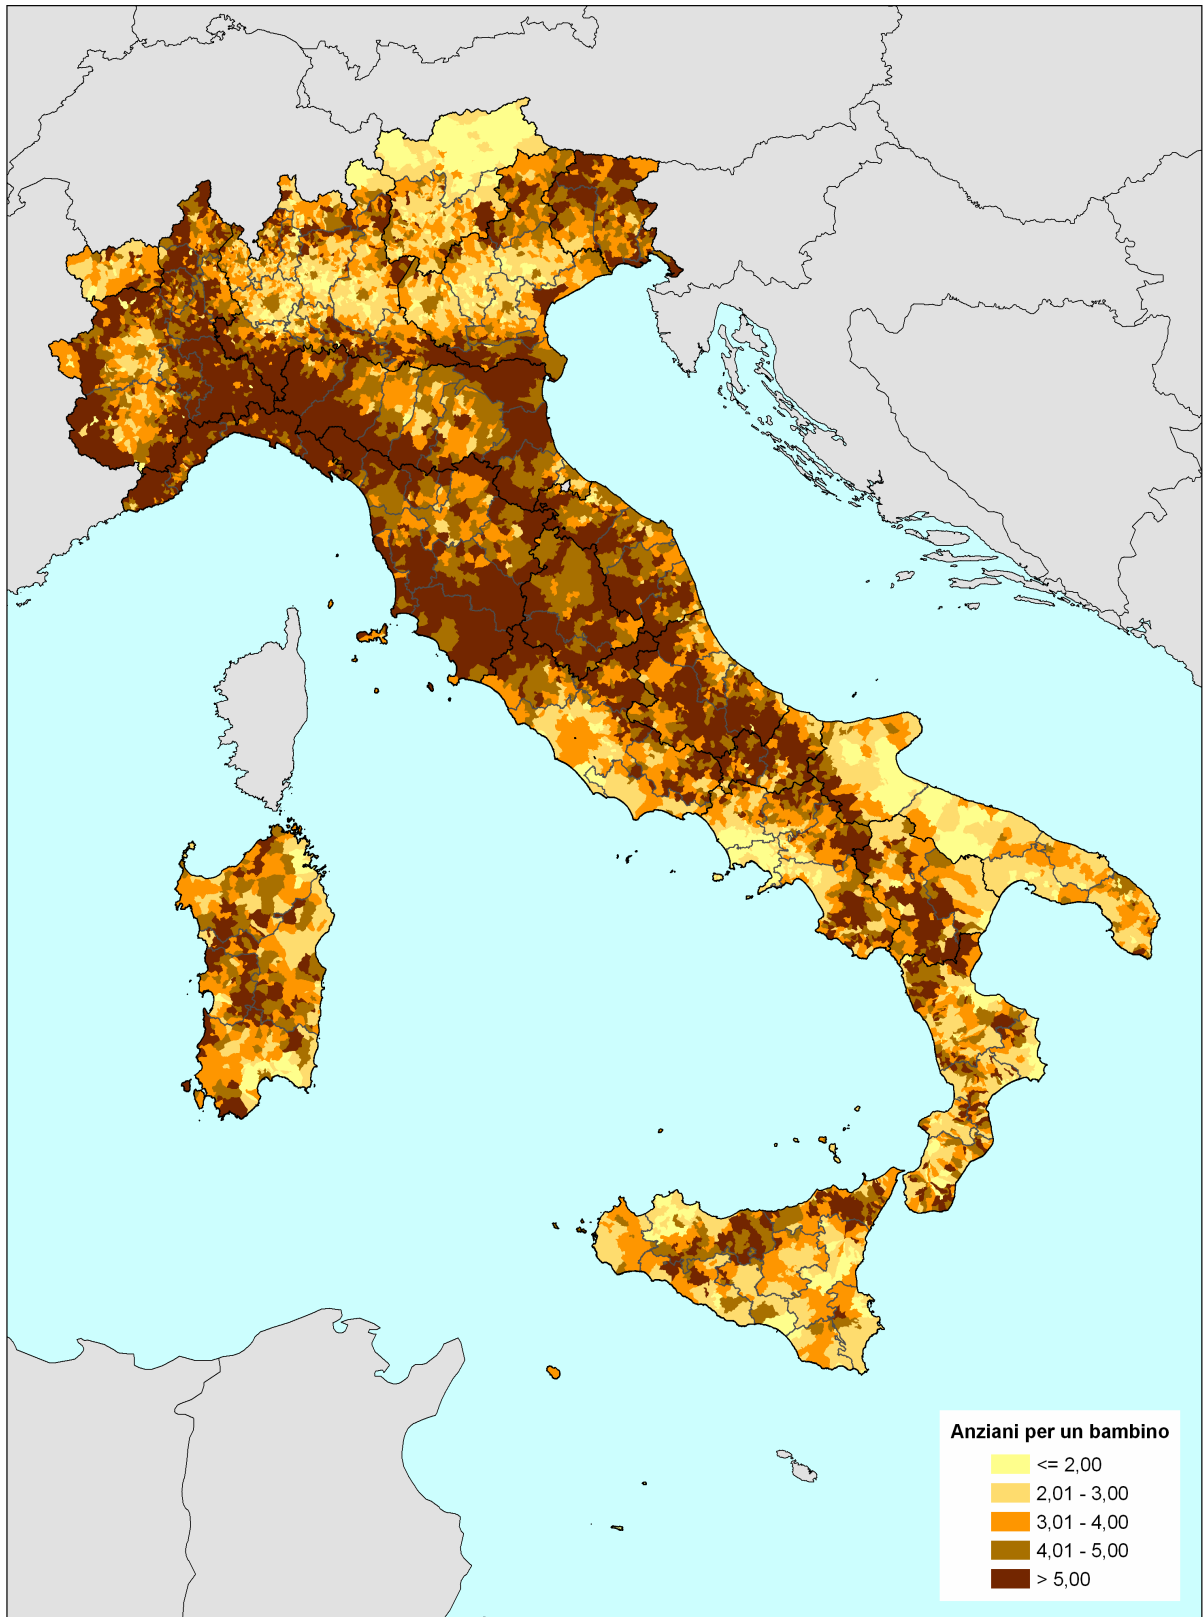 Anziani per un bambino
<= 2,00
2,01 - 3,00
3,01 - 4,00
4,01 - 5,00
> 5,00